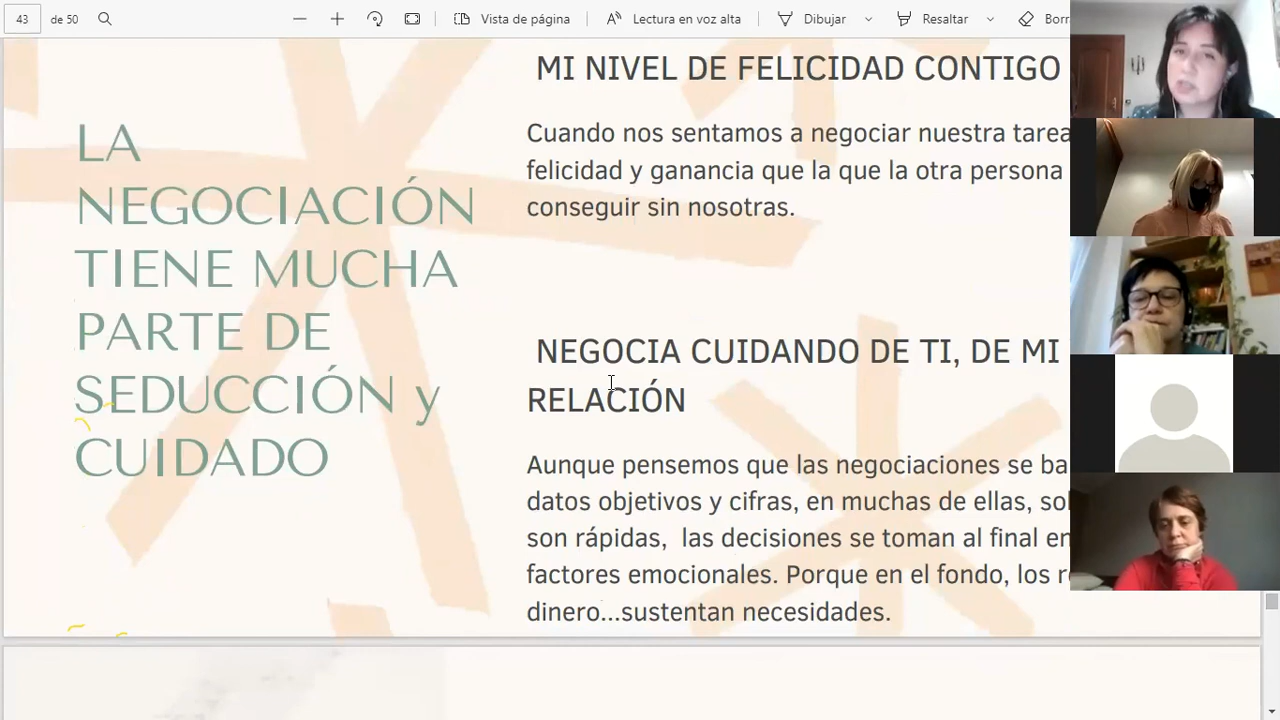 43 de 50 Vista de página Lectura en voz alta Dibujar Resaltar
LA
NEGOCIACIÓN
TIENE MUCHA
PARTE DE
SEDUCCIÓN y
CUIDADO
MI NIVEL DE FELICIDAD CONTIGO
Cuando nos sentamos a negociar nuestra tarea
felicidad y ganancia que la que la otra persona
conseguir sin nosotras.
NEGOCIA CUIDANDO DE TI, DE MI
RELACIÓN
Aunque pensemos que las negociaciones se
datos objetivos y cifras, en muchas de ellas,
son rápidas, las decisiones se toman al final en
factores emocionales. Porque en el fondo, los
dinero...sustentan necesidades.